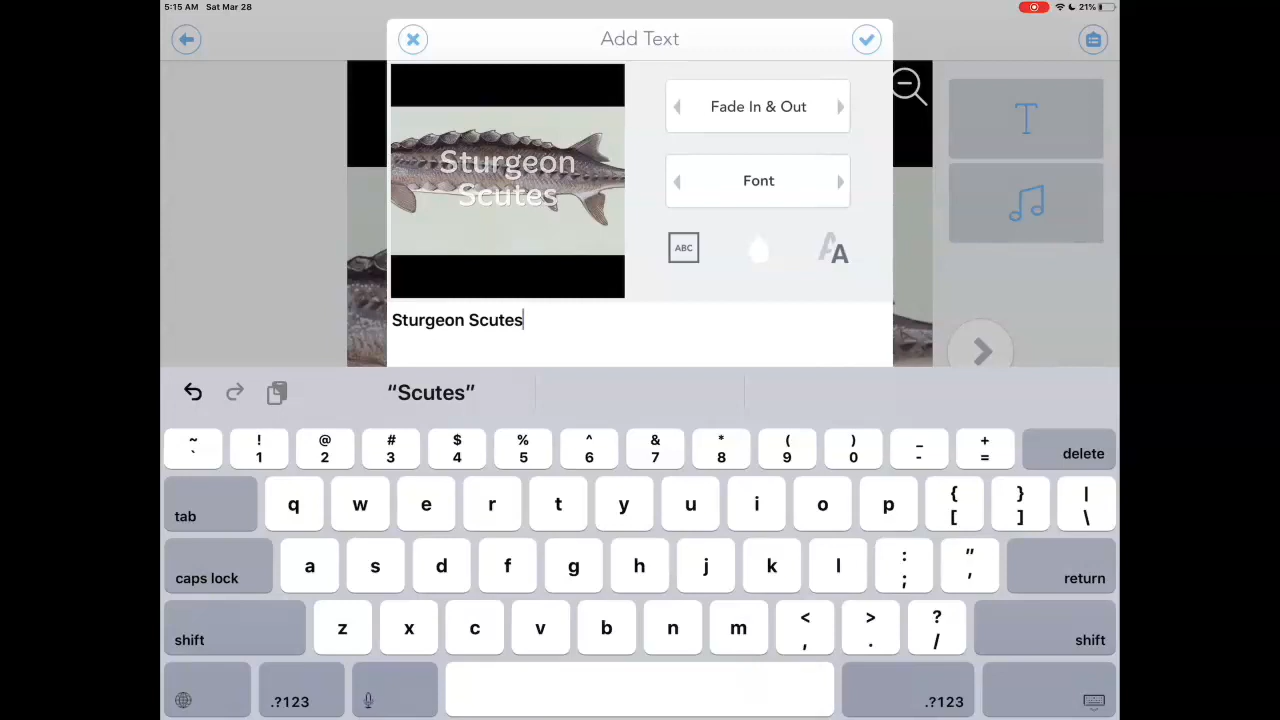 5:15 AM Sat Mar 28 21%
Add Text
Fade In & Out
Sturgeon
Scutes
Font
ABC
A A
T
Sturgeon Scutes
“Scutes”
~ ! @ # $ % ^ & * ( ) _ +
` 1 2 3 4 5 6 7 8 9 0 - = delete
tab q w e r t y u i o p { [ } ] | \
caps lock a s d f g h j k l : ; " ' return
shift z x c v b n m < , > . ? / shift
.?123 .?123